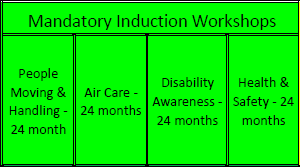 Mandatory Induction Workshops
People
Moving &
Handling -
24 month
Air Care -
24 months
Disability
Awareness -
24 months
Health &
Safety - 24
months